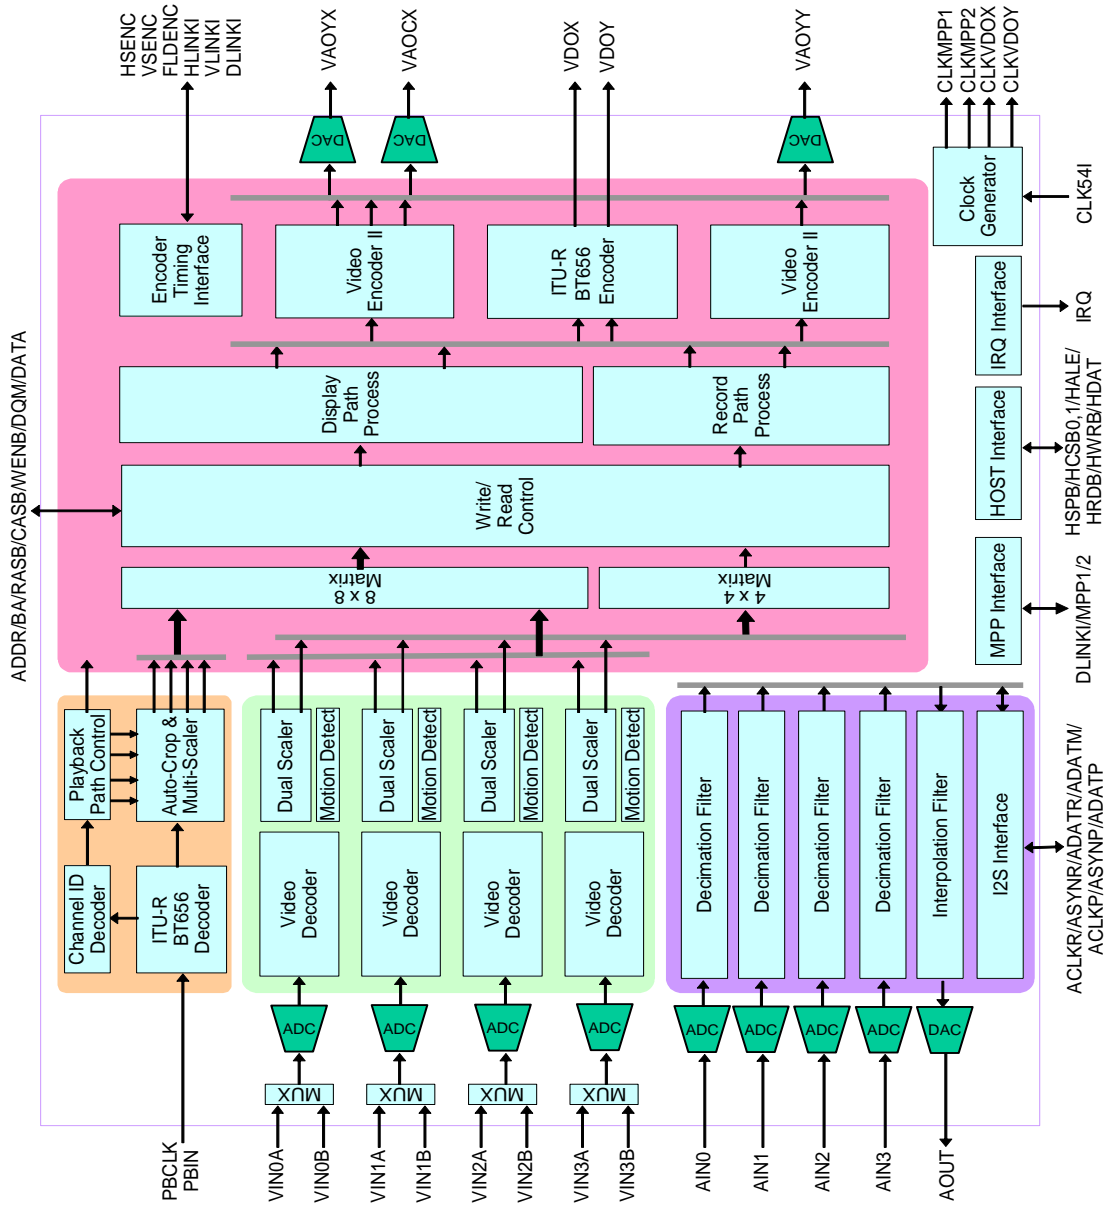 HSENC
VSENC
FLDENC
HLINKI
VLINKI
DLINKI
VAOYX
VAOCX
VDOX
VDOY
VAOYY
CLKMPP1
CLKMPP2
CLKVDOX
CLKVDOY
DAC
DAC
DAC
Encoder
Timing
Interface
Video
Encoder II
ITU-R
BT656
Encoder
Video
Encoder II
Clock
Generator
CLK54I
IRQ Interface
IRQ
Display
Path
Process
Record
Path
Process
HOST Interface
HSPB/HCSB0,1/HALE/
HRDB/HWRB/HDAT
ADDR/BA/RASB/CASB/WENB/DQM/DATA
Write/
Read
Control
8 x 8
Matrix
4 x 4
Matrix
MPP Interface
DLINKI/MPP1/2
Playback
Path Control
Auto-Crop &
Multi-Scaler
Dual Scaler
Motion Detect
Dual Scaler
Motion Detect
Dual Scaler
Motion Detect
Dual Scaler
Motion Detect
Channel ID
Decoder
ITU-R
BT656
Decoder
Video
Decoder
Video
Decoder
Video
Decoder
Video
Decoder
Decimation Filter
Decimation Filter
Decimation Filter
Decimation Filter
Interpolation Filter
I2S Interface
ACLKR/ASYNR/ADATR/ADATM/
ACLKP/ASYNP/ADATP
ADC
ADC
ADC
ADC
ADC
ADC
ADC
ADC
DAC
MUX
MUX
MUX
MUX
PBCLK
PBIN
VIN0A
VIN0B
VIN1A
VIN1B
VIN2A
VIN2B
VIN3A
VIN3B
AIN0
AIN1
AIN2
AIN3
AOUT